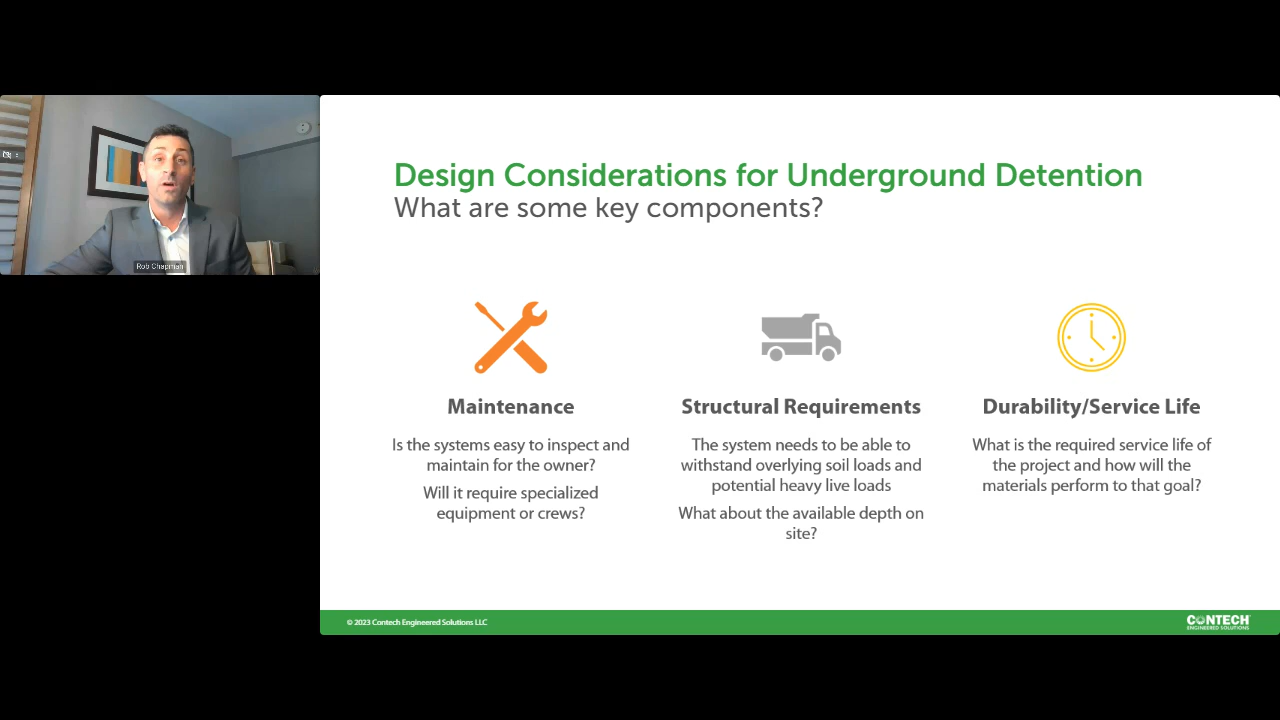 Design Considerations for Underground Detention
What are some key components?
Maintenance
Is the systems easy to inspect and
maintain for the owner?
Will it require specialized
equipment or crews?
Structural Requirements
The system needs to be able to
withstand overlying soil loads and
potential heavy live loads
What about the available depth on
site?
Durability/Service Life
What is the required service life of
the project and how will the
materials perform to that goal?
Rob Chapman
© 2023 Contech Engineered Solutions LLC
CONTECH
ENGINEERED SOLUTIONS